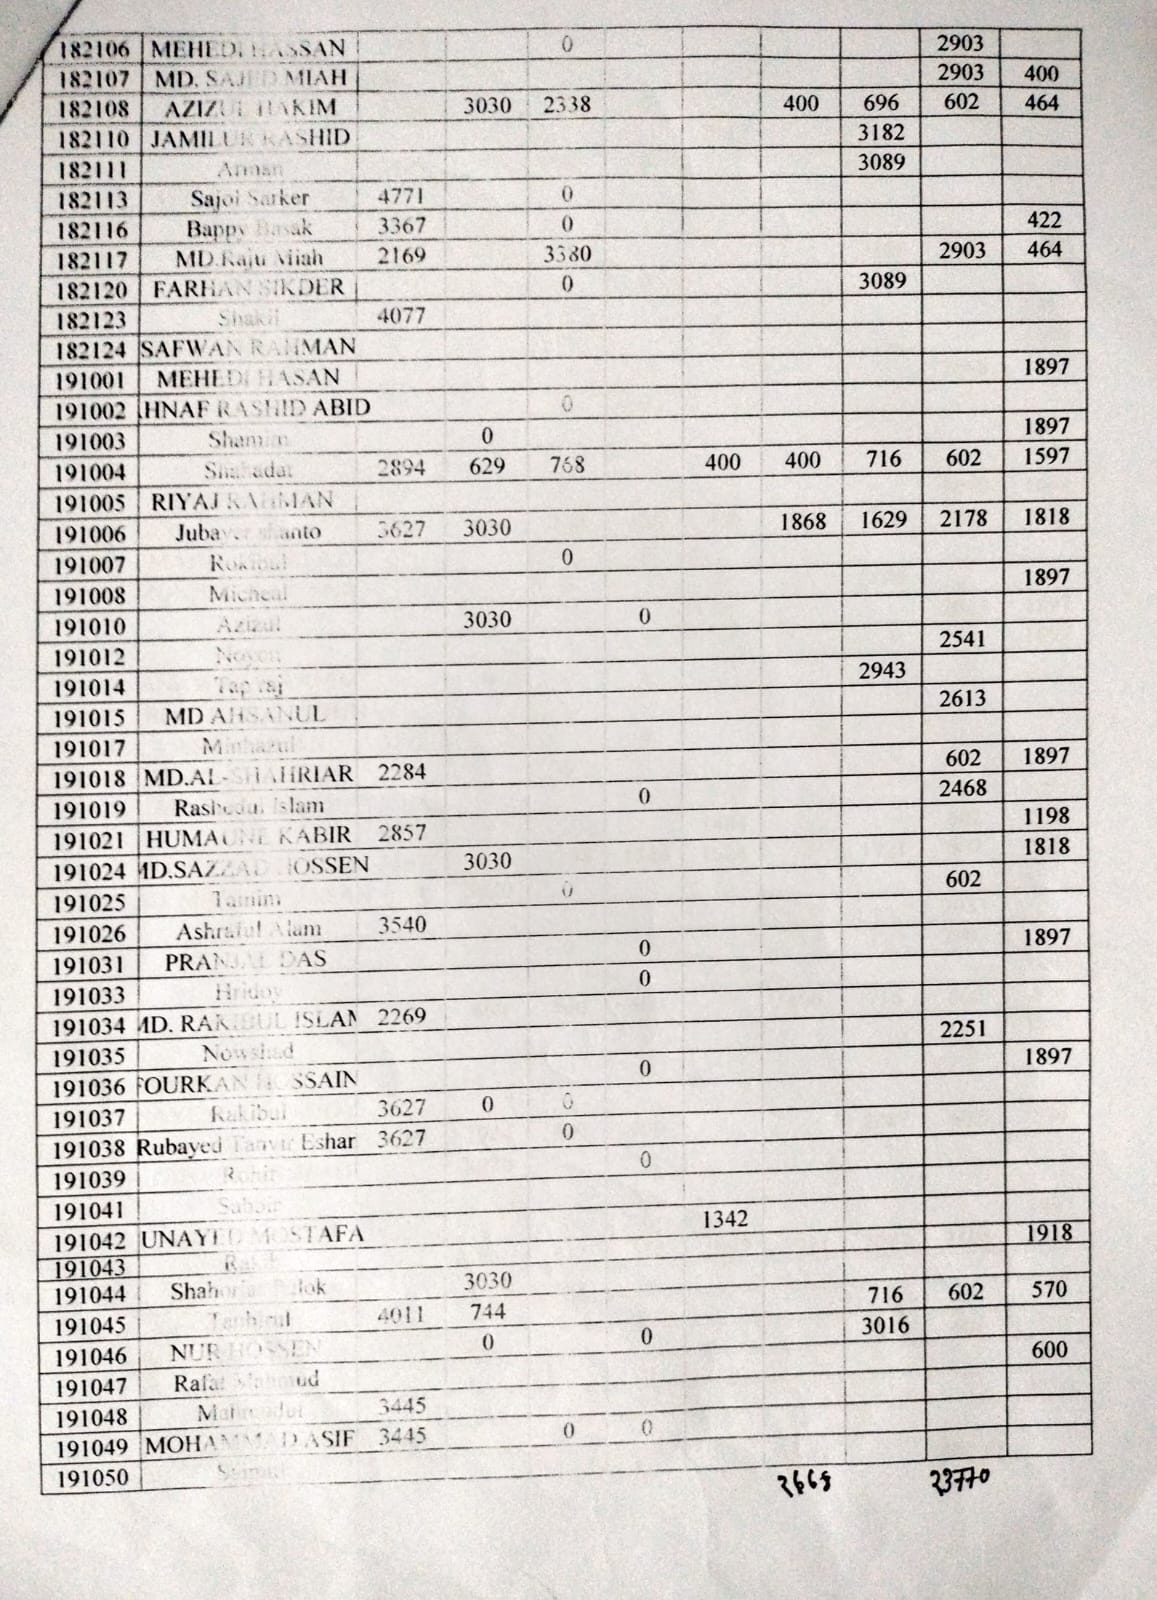 182106 MEHEDI HASSAN 0 2903
182107 MD. SAJED MIAH 2903 400
182108 AZIZUL HAKIM 3030 2338 400 696 602 464
182110 JAMILUR RASHID 3182
182111 Arman 3089
182113 Sajol Sarker 4771 0
182116 Bappy Basak 3367 0 422
182117 MD.Raju Miah 2169 3380 2903 464
182120 FARHAN SIKDER 0 3089
182123 Shakil 4077
182124 SAFWAN RAHMAN
191001 MEHEDI HASAN 1897
191002 HNAF RASHID ABID 0
191003 Shamim 0 1897
191004 Shahadat 2894 629 768 400 400 716 602 1597
191005 RIYAJ RAHMAN
191006 Jubayer shanto 3627 3030 1868 1629 2178 1818
191007 Rokibul 0
191008 Micheal 1897
191010 Azizul 3030 0
191012 Noyon 2541
191014 Tap 2943
191015 MD AHSANUL 2613
191017 Minhazul
191018 MD.AL-SHAHRIAR 2284 602 1897
191019 Rashedul islam 0 2468
191021 HUMAUNE KABIR 2857 1198
191024 MD.SAZZAD HOSSEN 3030 1818
191025 Tamim 0 602
191026 Ashraful Alam 3540
191031 PRANJAL DAS 0 1897
191033 Hridoy 0
191034 MD. RAKIBUL ISLAM 2269
191035 Nowshad 2251
191036 FOURKAN HOSSAIN 0 1897
191037 Rakibul 3627 0 0
191038 Rubayed Tanvir Eshar 3627 0
191039 0
191041
191042 UNAYED MOSTAFA 1342
191043 1918
191044 Shahoriar 3030
191045 4011 744 716 602 570
191046 NUR HOSSEN 0 0 3016
191047 Rafat Mahmud 600
191048 3445
191049 MOHAMMAD ASIF 3445 0 0
191050
23770